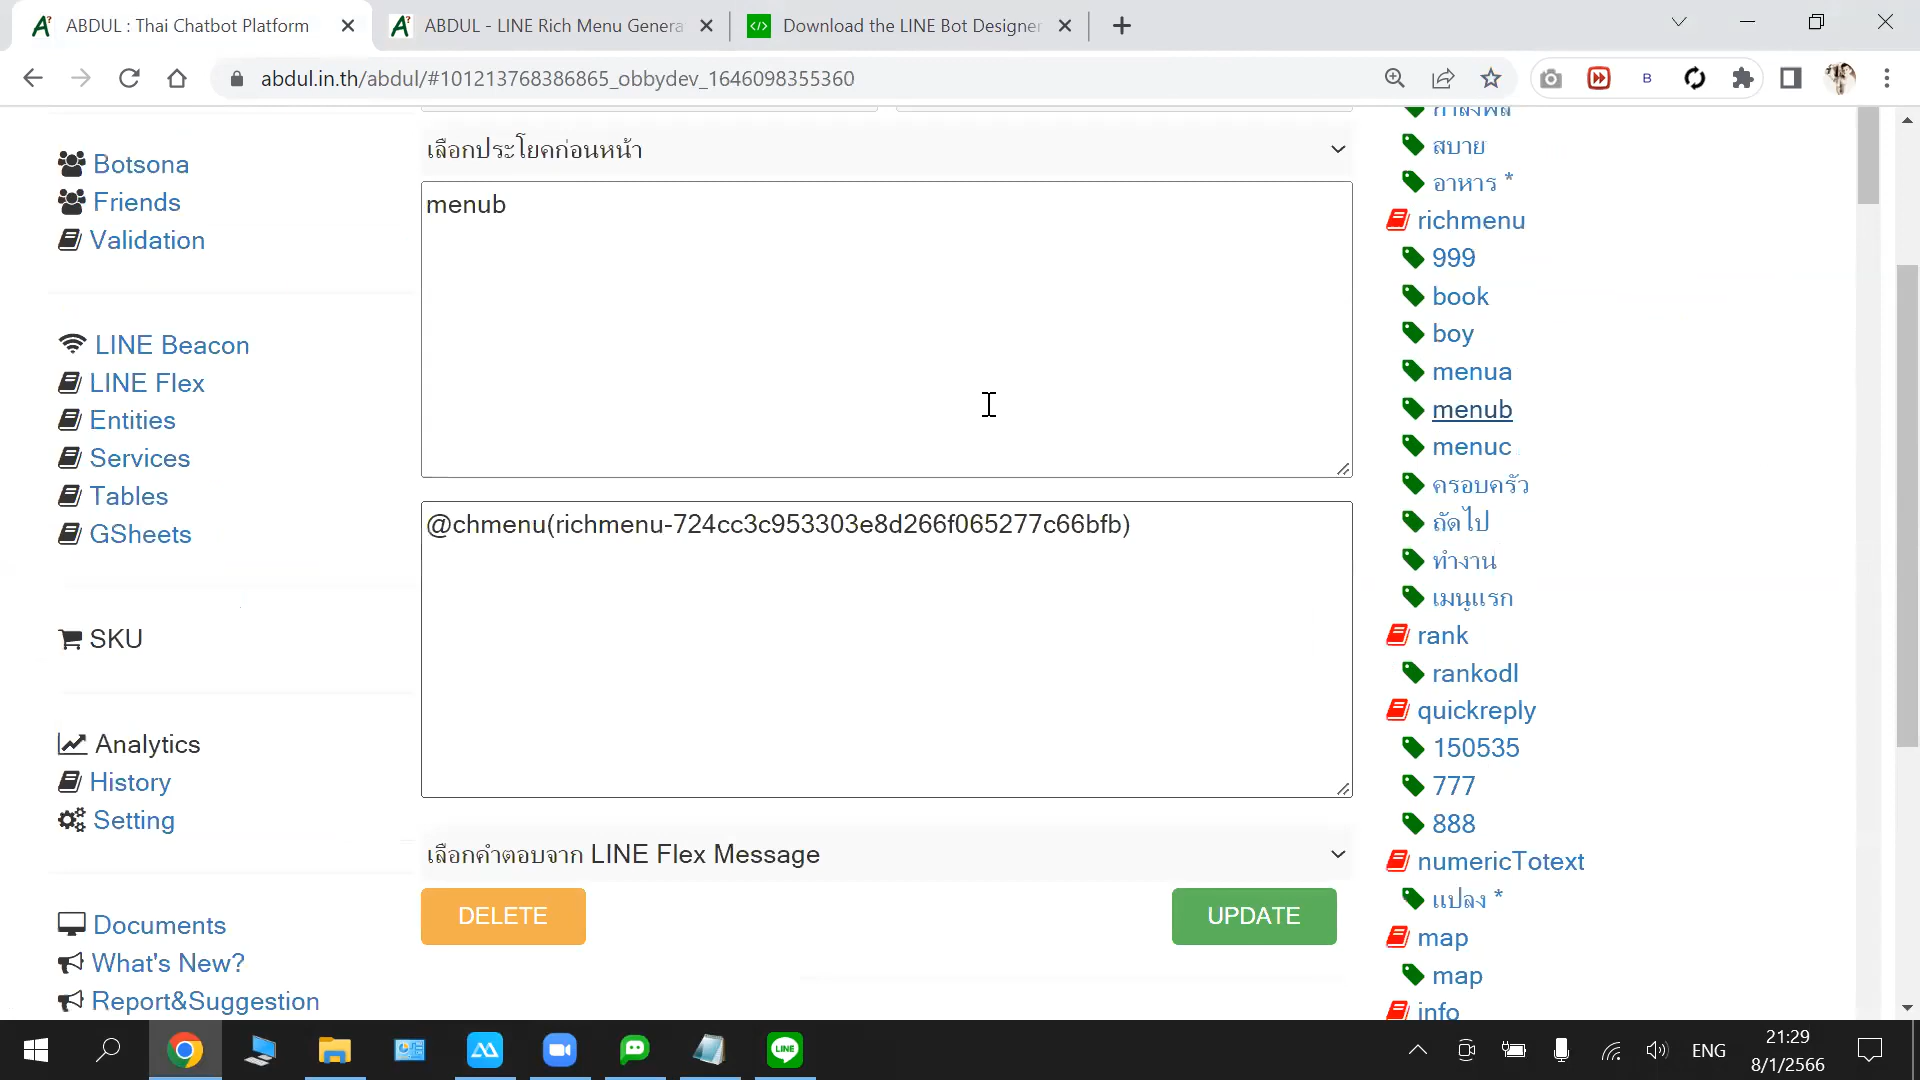 ABDUL : Thai Chatbot Platform
ABDUL - LINE Rich Menu Genera
Download the LINE Bot Designer
abdul.in.th/abdul/#101213768386865_obbydev_1646098355360
B
Botsona
Friends
Validation
LINE Beacon
LINE Flex
Entities
Services
Tables
GSheets
SKU
Analytics
History
Setting
Documents
What's New?
Report&Suggestion
เลือกประโยคก่อนหน้า
menub
@chmenu(richmenu-724cc3c953303e8d266f065277c66bfb)
เลือกคำตอบจาก LINE Flex Message
DELETE
UPDATE
กำลังพล
สบาย
อาหาร *
richmenu
999
book
boy
menua
menub
menuc
ครอบครัว
ถัดไป
ทำงาน
เมนูแรก
rank
rankodl
quickreply
150535
777
888
numericTotext
แปลง *
map
map
info
LINE
ENG
21:29
8/1/2566